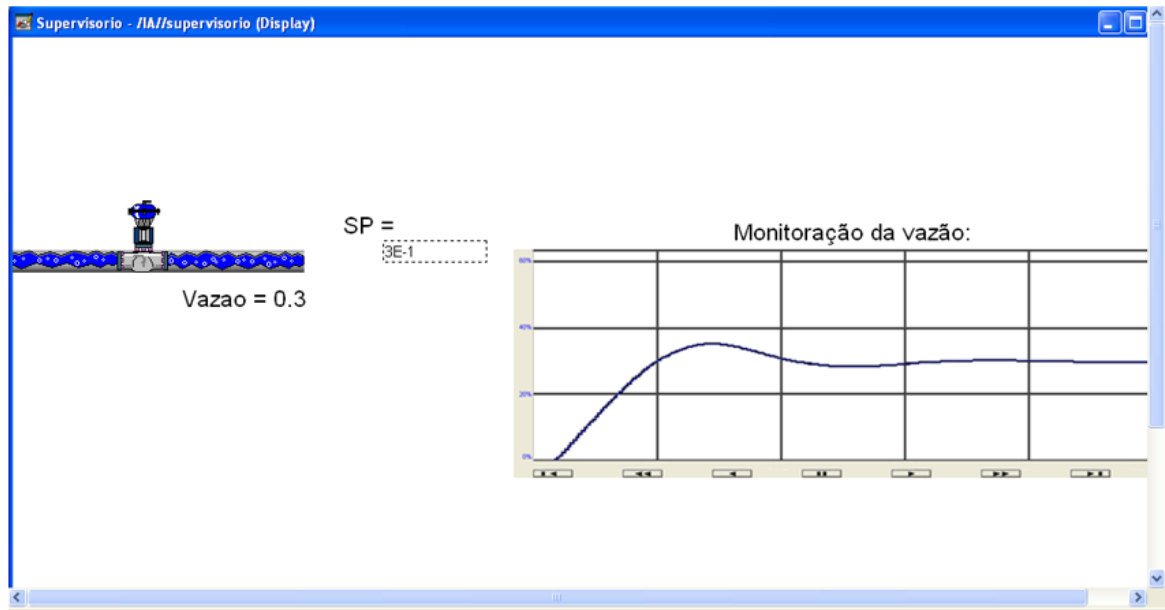 Supervisorio - /IA//supervisorio (Display)
SP =
3E-1
Vazao = 0.3
Monitoração da vazão:
60%
40%
20%
0%